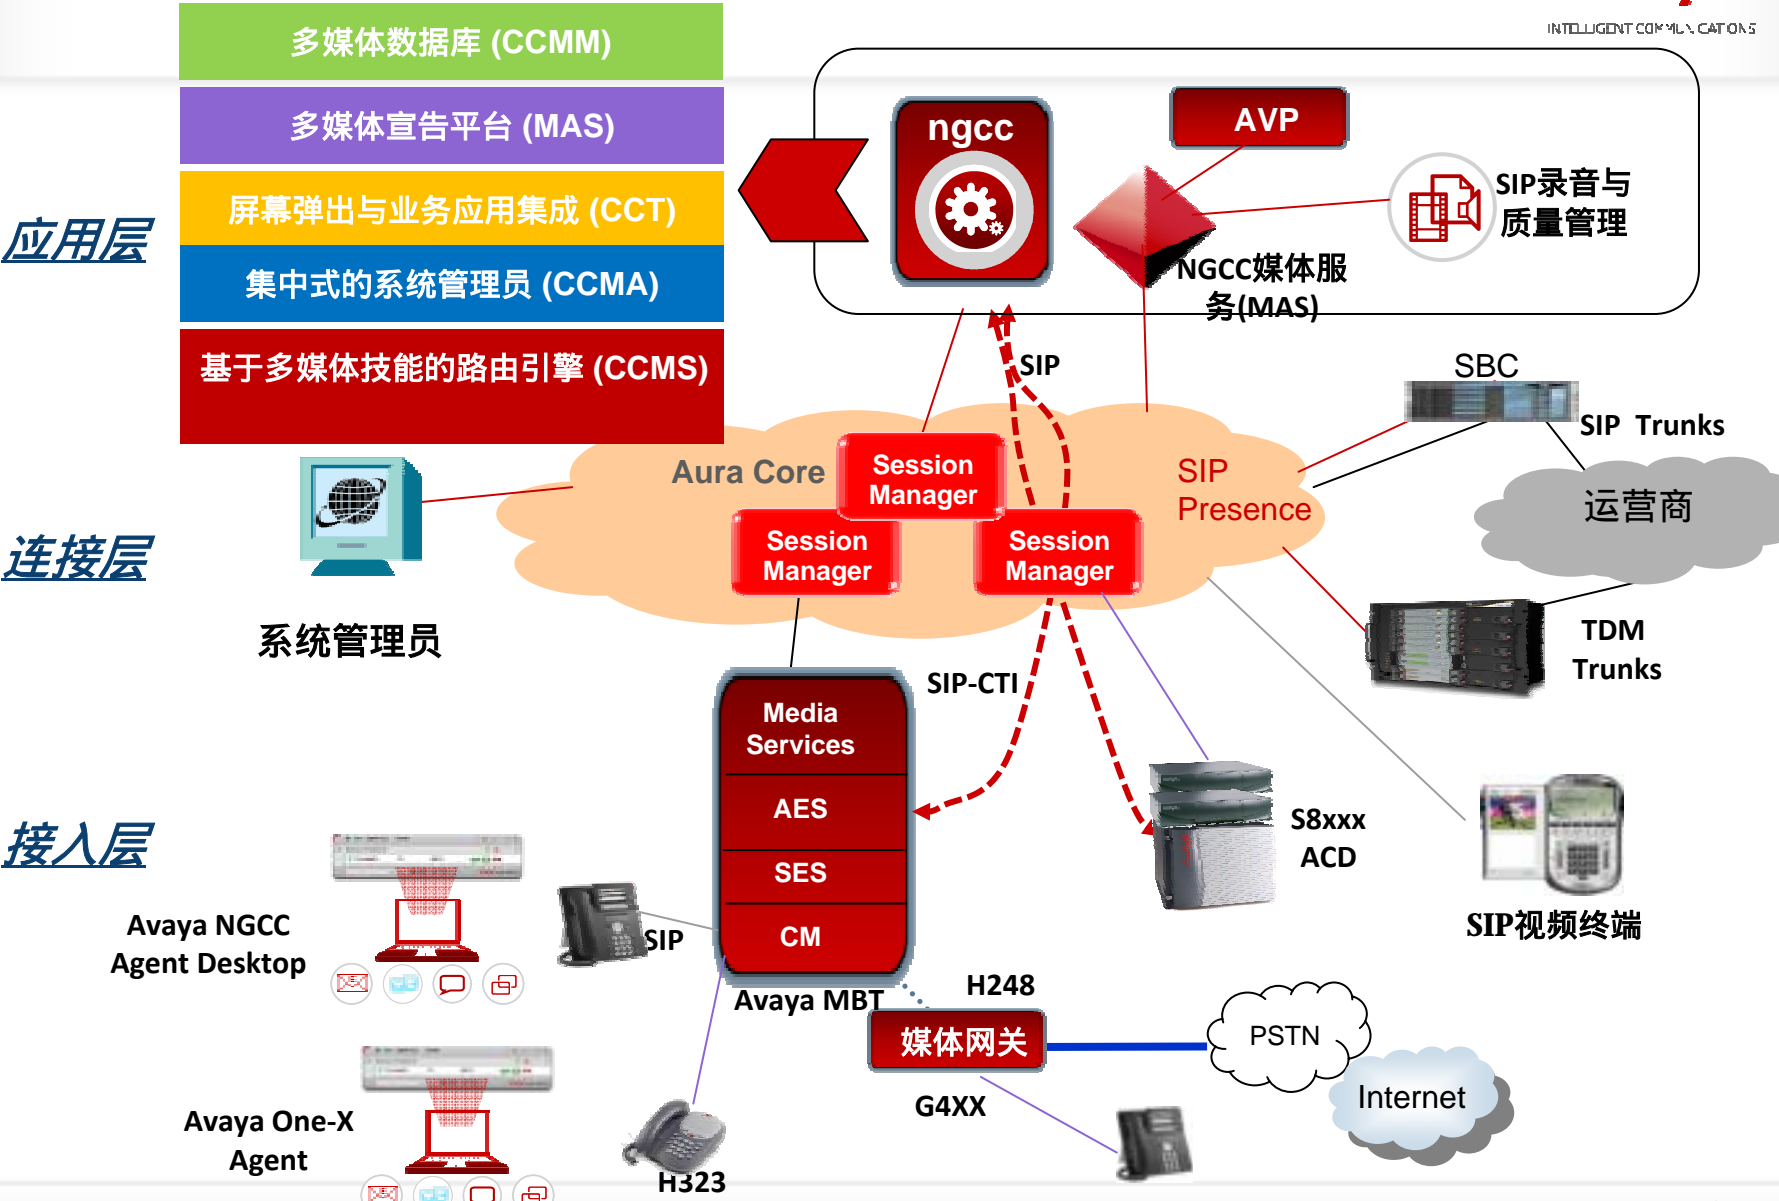 INTELLIGENT COMMUNICATIONS
多媒体数据库 (CCMM)
多媒体宣告平台 (MAS)
屏幕弹出与业务应用集成 (CCT)
集中式的系统管理员 (CCMA)
基于多媒体技能的路由引擎 (CCMS)
ngcc
AVP
SIP录音与
质量管理
NGCC媒体服
务(MAS)
应用层
SIP
SBC
SIP Trunks
Aura Core
Session
Manager
SIP
Presence
运营商
Session
Manager
Session
Manager
连接层
系统管理员
TDM
Trunks
SIP-CTI
Media
Services
AES
SES
CM
Avaya MBT
S8xxx
ACD
SIP视频终端
接入层
Avaya NGCC
Agent Desktop
SIP
H248
媒体网关
G4XX
PSTN
Internet
Avaya One-X
Agent
H323